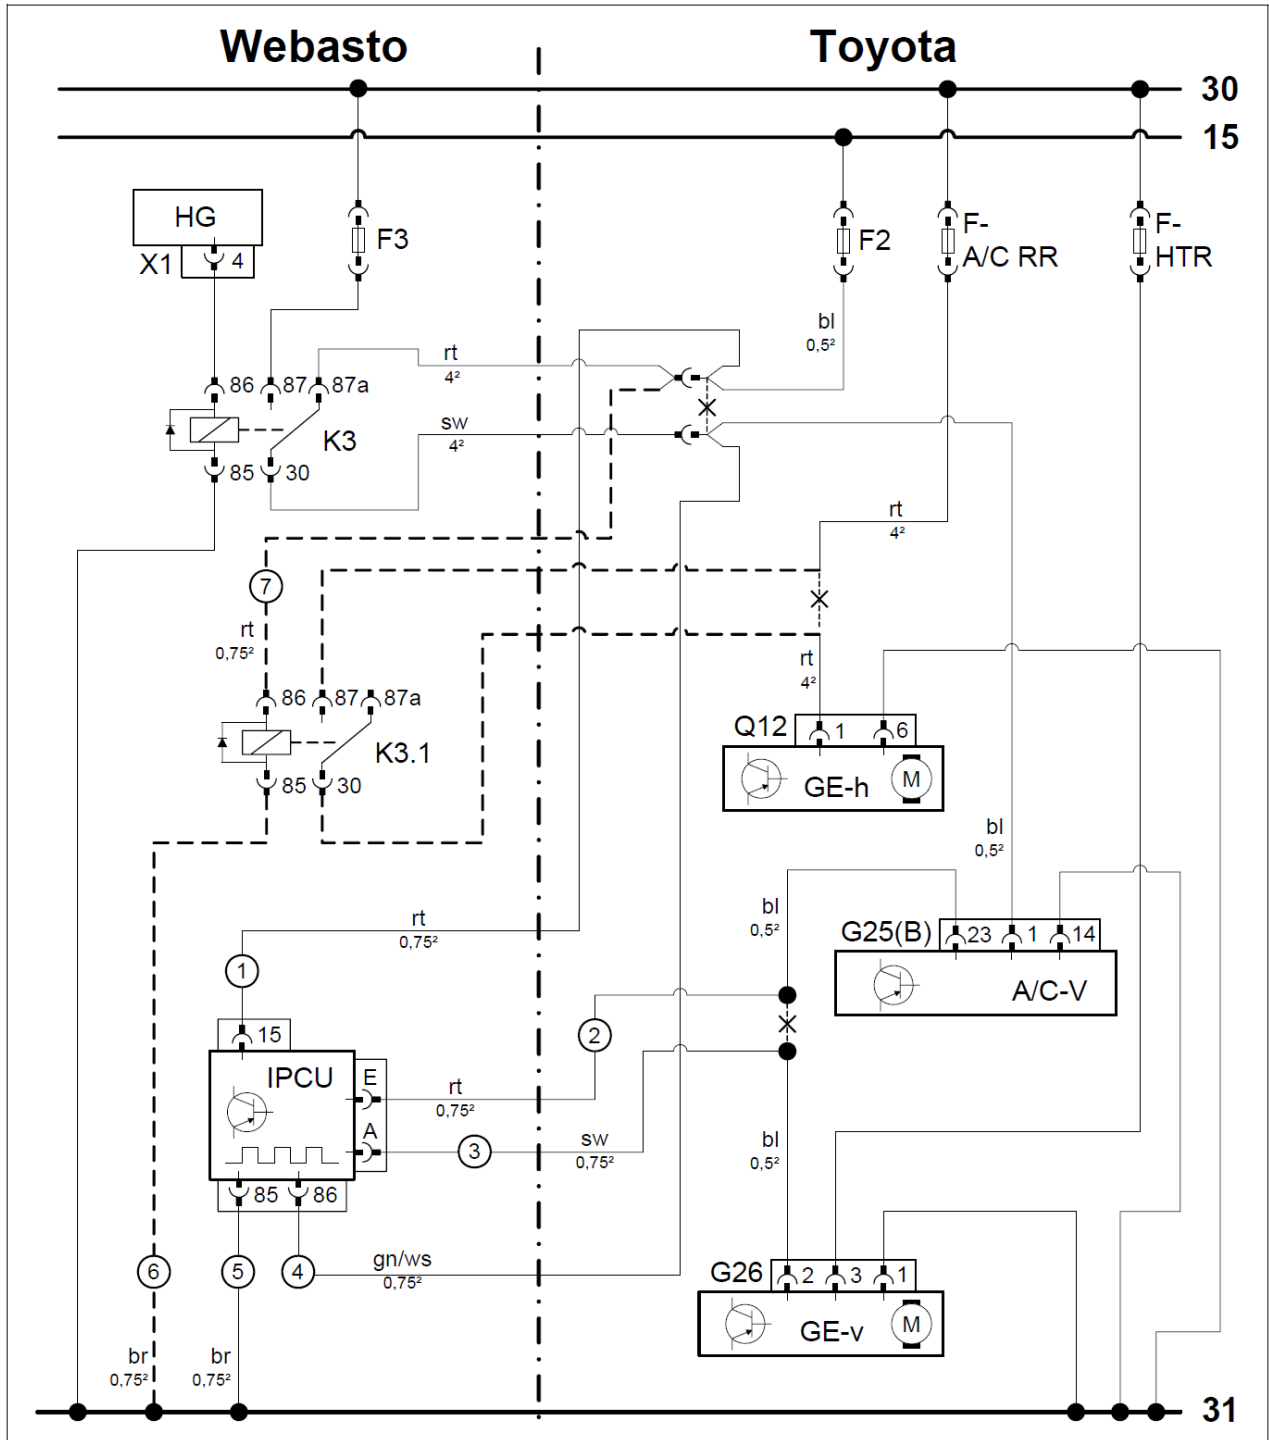 Webasto
Toyota
30
15
HG
X1
4
F3
F2
F-
A/C RR
F-
HTR
bl
0,5²
rt
4²
86
87
87a
K3
sw
4²
85
30
rt
4²
7
rt
0,75²
rt
4²
86
87
87a
K3.1
85
30
Q12
1
6
GE-h
M
bl
0,5²
bl
0,5²
G25(B)
23
1
14
A/C-V
rt
0,75²
1
15
2
IPCU
E
rt
0,75²
A
3
sw
0,75²
bl
0,5²
85
86
gn/ws
0,75²
6
5
4
G26
2
3
1
GE-v
M
br
0,75²
br
0,75²
31